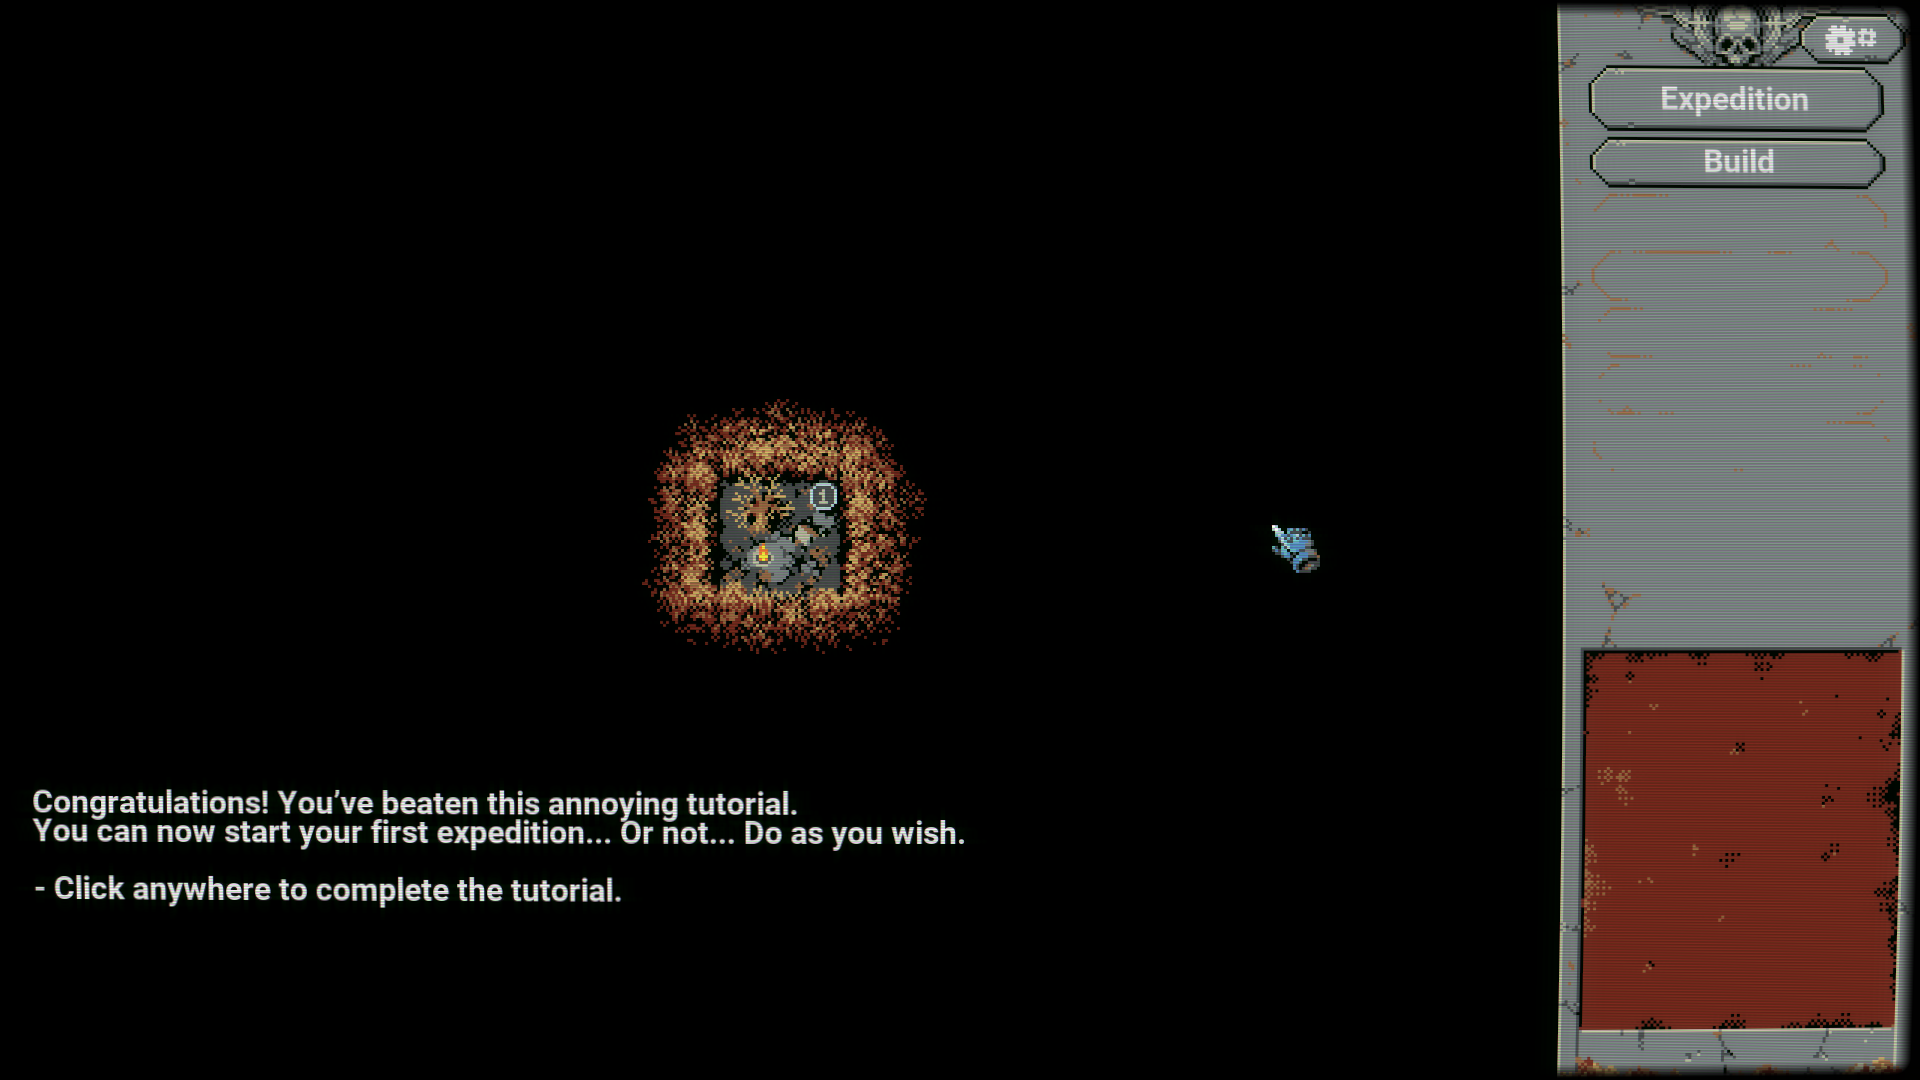 Expedition
Build
1
Congratulations! You've beaten this annoying tutorial.
You can now start your first expedition... Or not... Do as you wish.
- Click anywhere to complete the tutorial.